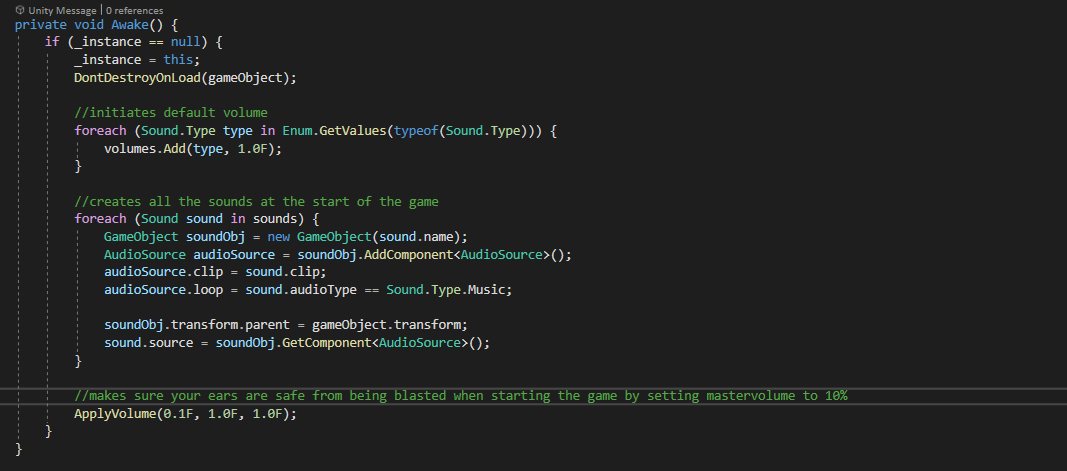 Unity Message | 0 references
private void Awake() {
    if (_instance == null) {
        _instance = this;
        DontDestroyOnLoad(gameObject);

        //initiates default volume
        foreach (Sound.Type type in Enum.GetValues(typeof(Sound.Type))) {
            volumes.Add(type, 1.0F);
        }

        //creates all the sounds at the start of the game
        foreach (Sound sound in sounds) {
            GameObject soundObj = new GameObject(sound.name);
            AudioSource audioSource = soundObj.AddComponent<AudioSource>();
            audioSource.clip = sound.clip;
            audioSource.loop = sound.audioType == Sound.Type.Music;

            soundObj.transform.parent = gameObject.transform;
            sound.source = soundObj.GetComponent<AudioSource>();
        }

        //makes sure your ears are safe from being blasted when starting the game by setting mastervolume to 10%
        ApplyVolume(0.1F, 1.0F, 1.0F);
    }
}